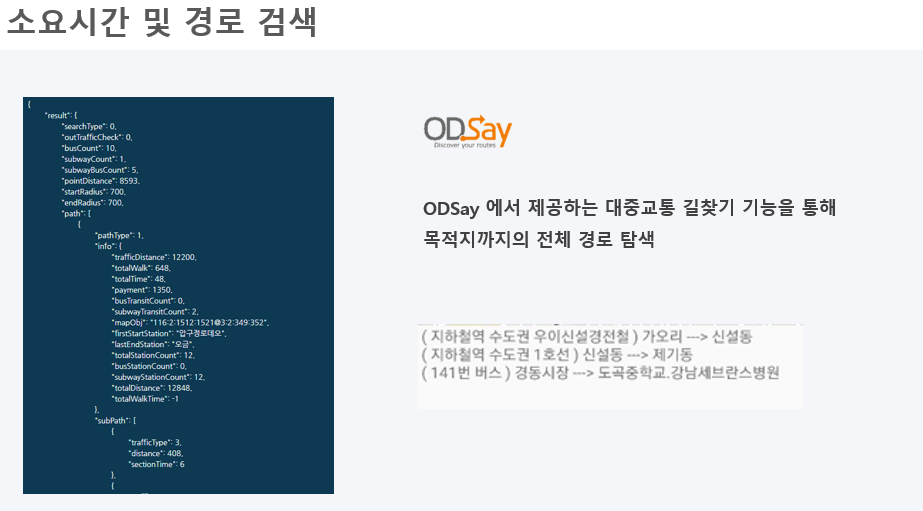 소요시간 및 경로 검색
{
"result": {
"searchType": 0,
"outTrafficCheck": 0,
"busCount": 10,
"subwayCount": 1,
"subwayBusCount": 5,
"pointDistance": 8593,
"startRadius": 700,
"endRadius": 700,
"path": [
{
"pathType": 1,
"info": {
"trafficDistance": 12200,
"totalWalk": 648,
"totalTime": 48,
"payment": 1350,
"busTransitCount": 0,
"subwayTransitCount": 2,
"mapObj": "116:2:1512:1521@3:2:349:352",
"firstStartStation": "압구정로데오",
"lastEndStation": "오금",
"totalStationCount": 12,
"busStationCount": 0,
"subwayStationCount": 12,
"totalDistance": 12848,
"totalWalkTime": -1
},
"subPath": [
{
"trafficType": 3,
"distance": 408,
"sectionTime": 6
},
{
ODSay
Discover your routes
ODSay 에서 제공하는 대중교통 길찾기 기능을 통해
목적지까지의 전체 경로 탐색
( 지하철역 수도권 우이신설경전철 ) 가오리 ---> 신설동
( 지하철역 수도권 1호선 ) 신설동 ---> 제기동
( 141번 버스 ) 경동시장 ---> 도곡중학교.강남세브란스병원